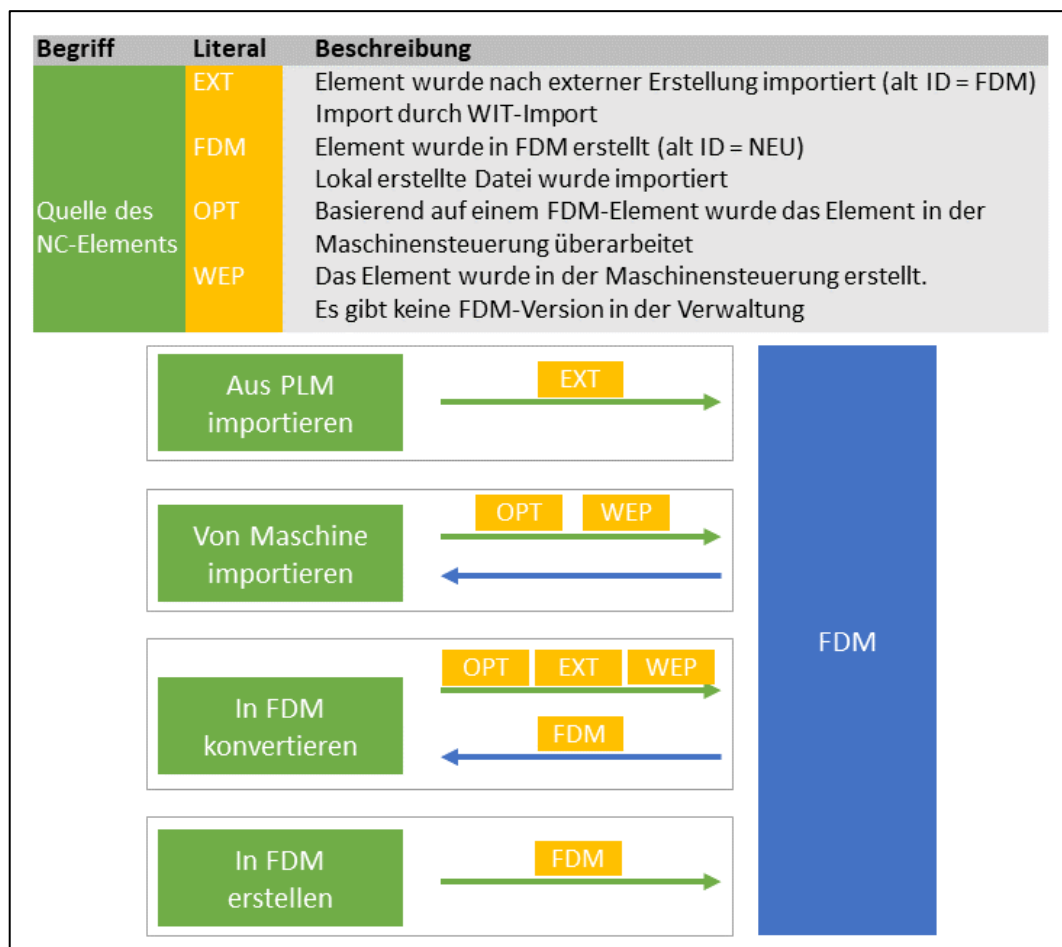 Begriff Literal Beschreibung
EXT Element wurde nach externer Erstellung importiert (alt ID = FDM)
Import durch WIT-Import
FDM Element wurde in FDM erstellt (alt ID = NEU)
Lokal erstellte Datei wurde importiert
Quelle des OPT Basierend auf einem FDM-Element wurde das Element in der
NC-Elements Maschinensteuerung überarbeitet
WEP Das Element wurde in der Maschinensteuerung erstellt.
Es gibt keine FDM-Version in der Verwaltung
Aus PLM
importieren
EXT
Von Maschine
importieren
OPT WEP
In FDM
konvertieren
OPT EXT WEP
FDM
In FDM
erstellen
FDM
FDM